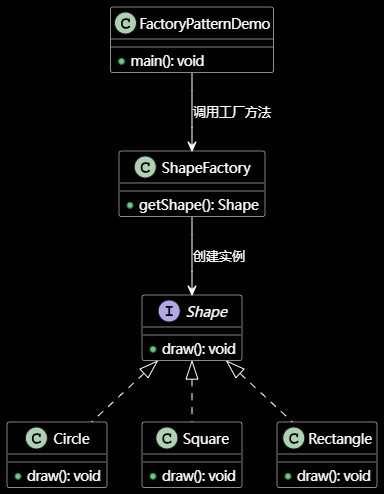 C FactoryPatternDemo
main(): void
调用工厂方法
C ShapeFactory
getShape(): Shape
创建实例
I Shape
draw(): void
C Circle
draw(): void
C Square
draw(): void
C Rectangle
draw(): void